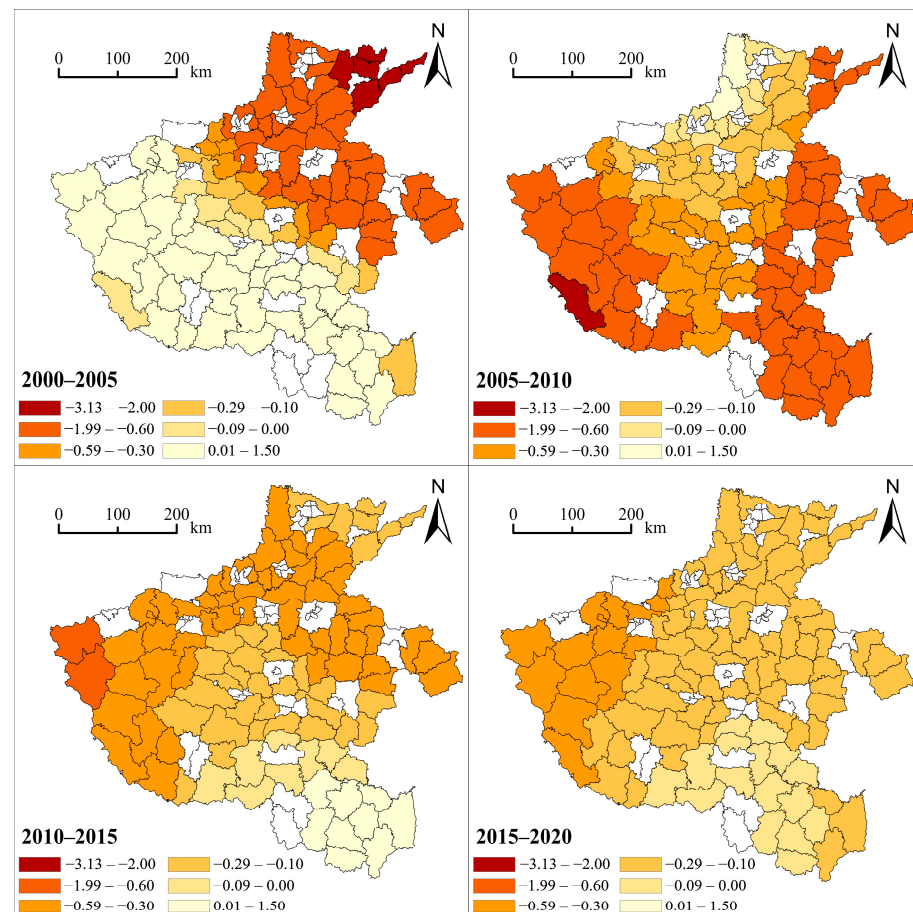 N
0 100 200
km
2000–2005
−3.13 – −2.00 −0.29 – −0.10
−1.99 – −0.60 −0.09 – 0.00
−0.59 – −0.30 0.01 – 1.50
N
0 100 200
km
2005–2010
−3.13 – −2.00 −0.29 – −0.10
−1.99 – −0.60 −0.09 – 0.00
−0.59 – −0.30 0.01 – 1.50
N
0 100 200
km
2010–2015
−3.13 – −2.00 −0.29 – −0.10
−1.99 – −0.60 −0.09 – 0.00
−0.59 – −0.30 0.01 – 1.50
N
0 100 200
km
2015–2020
−3.13 – −2.00 −0.29 – −0.10
−1.99 – −0.60 −0.09 – 0.00
−0.59 – −0.30 0.01 – 1.50